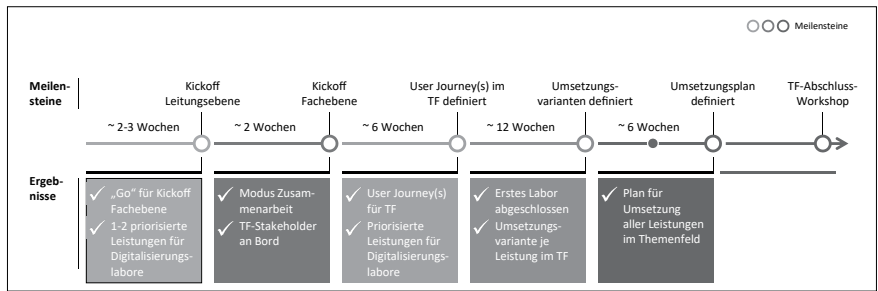 Meilensteine
Meilen-
steine
Kickoff
Leitungsebene
Kickoff
Fachebene
User Journey(s) im
TF definiert
Umsetzungs-
varianten definiert
Umsetzungsplan
definiert
TF-Abschluss-
Workshop
~ 2-3 Wochen
~ 2 Wochen
~ 6 Wochen
~ 12 Wochen
~ 6 Wochen
Ergeb-
nisse
„Go“ für Kickoff
Fachebene
1-2 priorisierte
Leistungen für
Digitalisierungs-
labore
Modus Zusam-
menarbeit
TF-Stakeholder
an Bord
User Journey(s)
für TF
Priorisierte
Leistungen für
Digitalisierungs-
labore
Erstes Labor
abgeschlossen
Umsetzungs-
variante je
Leistung im TF
Plan für
Umsetzung
aller Leistungen
im Themenfeld